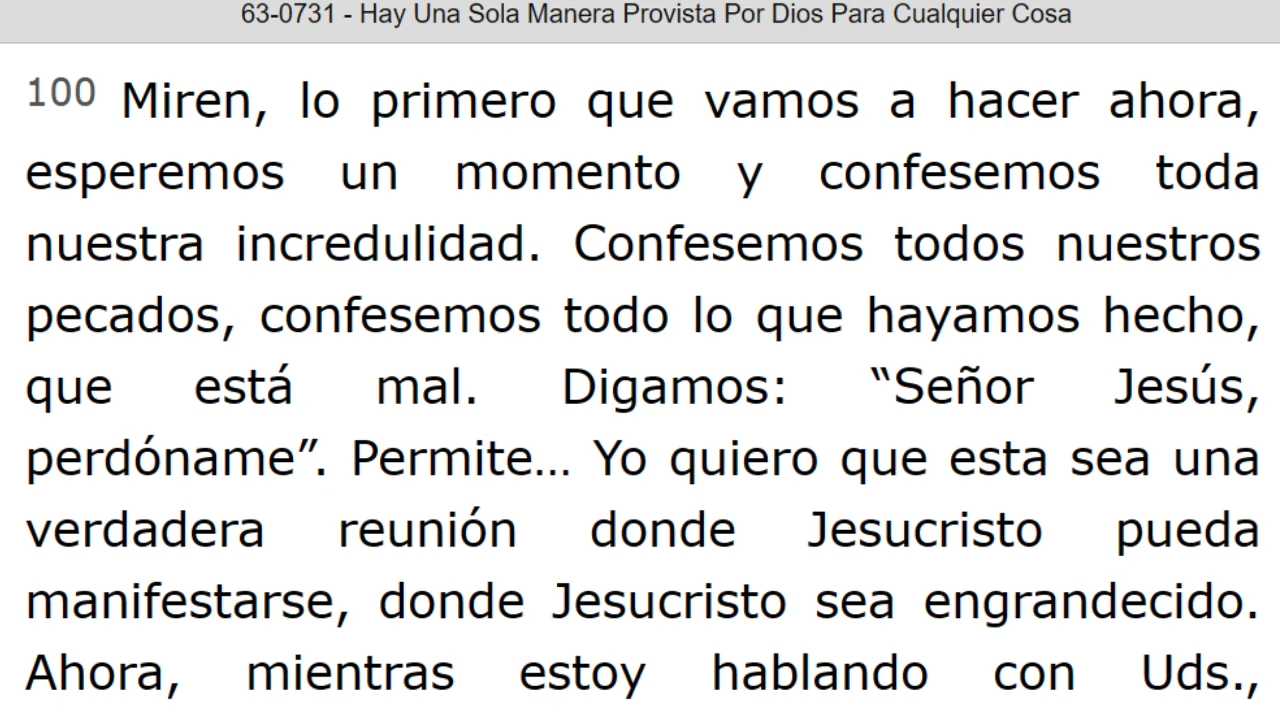 63-0731 - Hay Una Sola Manera Provista Por Dios Para Cualquier Cosa
100 Miren, lo primero que vamos a hacer ahora,
esperemos un momento y confesemos toda
nuestra incredulidad. Confesemos todos nuestros
pecados, confesemos todo lo que hayamos hecho,
que está mal. Digamos: “Señor Jesús,
perdóname”. Permite… Yo quiero que esta sea una
verdadera reunión donde Jesucristo pueda
manifestarse, donde Jesucristo sea engrandecido.
Ahora, mientras estoy hablando con Uds.,